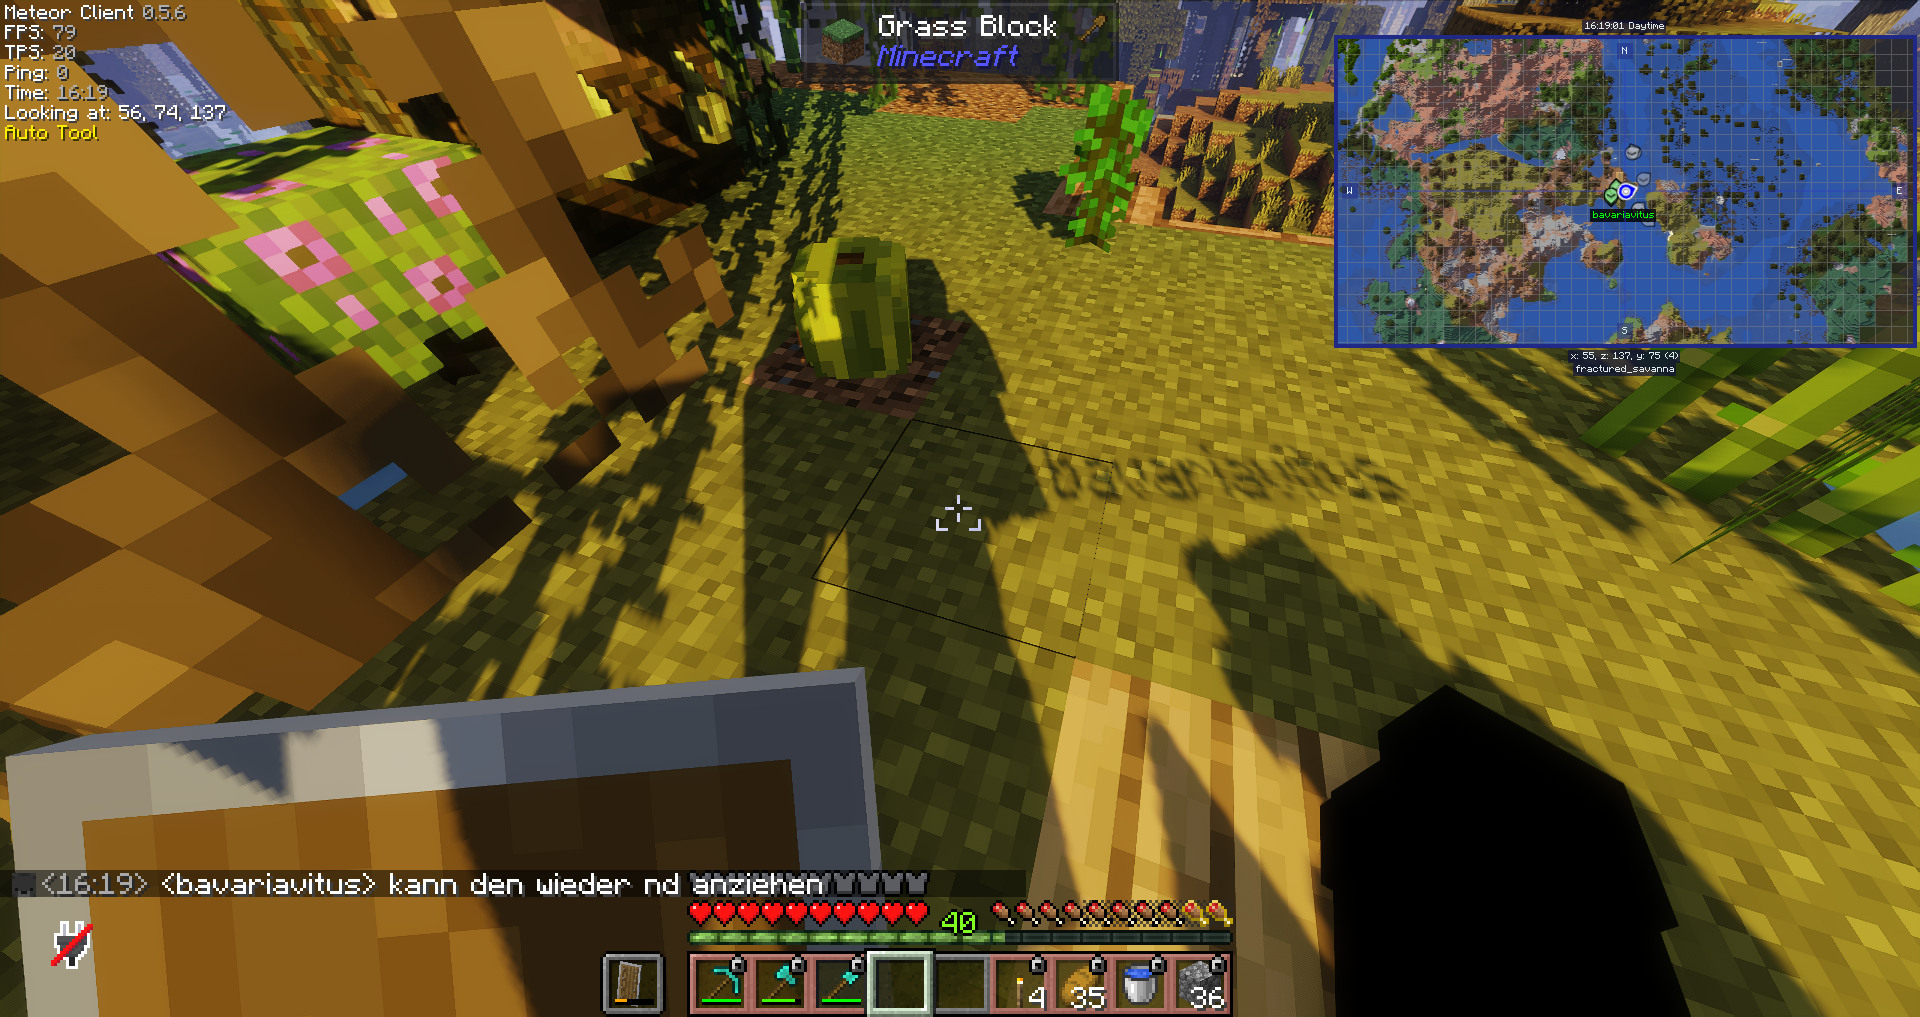 Meteor Client 0.5.6
FPS: 79
TPS: 20
Ping: 0
Time: 16:19
Looking at: 56, 74, 137
Auto Tool
Grass Block
Minecraft
16:19:01 Daytime
N
W
E
bavariavitus
S
x: 55, z: 137, y: 75 (4)
fractured_savanna
bavariavitus
<16:19> <bavariavitus> kann den wieder nd anziehen
40
4
35
36